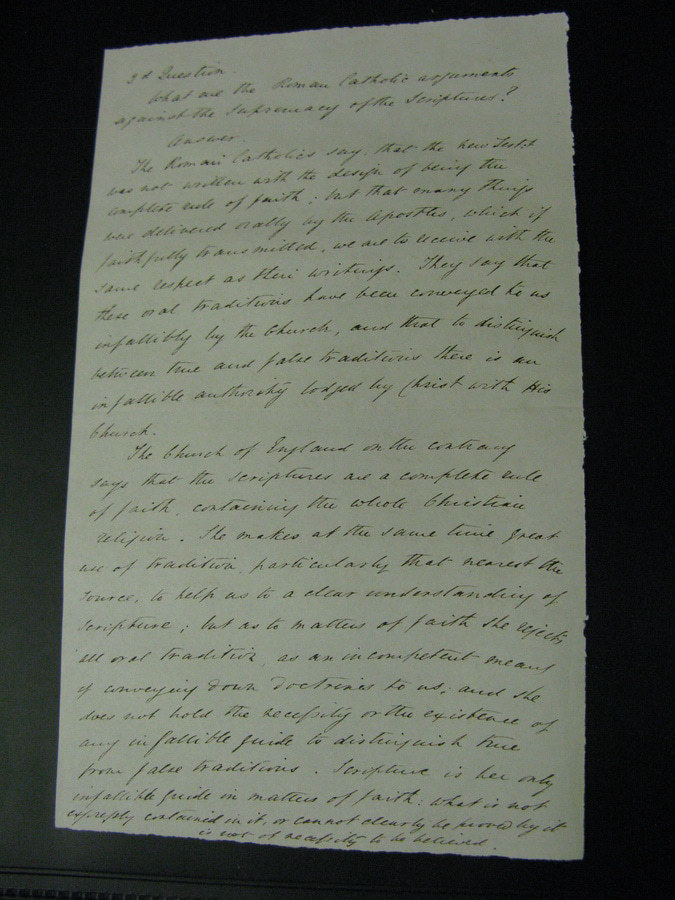 3d Question.
What are the Roman Catholic arguments
against the supremacy of the Scriptures?
Answer.
The Roman Catholics say, that the New Testt
was not written with the design of being the
complete rule of faith; but that many things
were delivered orally by the Apostles, which if
faithfully transmitted, we are to receive with the
same respect as their writings. They say that
these oral traditions have been conveyed to us
infallibly by the Church, and that to distinguish
between true and false traditions there is an
infallible authority lodged by Christ with His
Church.
The Church of England on the contrary
says that the Scriptures are a complete rule
of faith, containing the whole Christian
religion. She makes at the same time great
use of tradition, particularly that nearest the
source, to help us to a clear understanding of
Scripture; but as to matters of faith she rejects
all oral tradition, as an incompetent means
of conveying down doctrines to us; and she
does not hold the necessity or the existence of
any infallible guide to distinguish true
from false traditions. Scripture is her only
infallible guide in matters of faith: what is not
expressly contained in it, or cannot clearly be proved by it
is not of necessity to be believed.